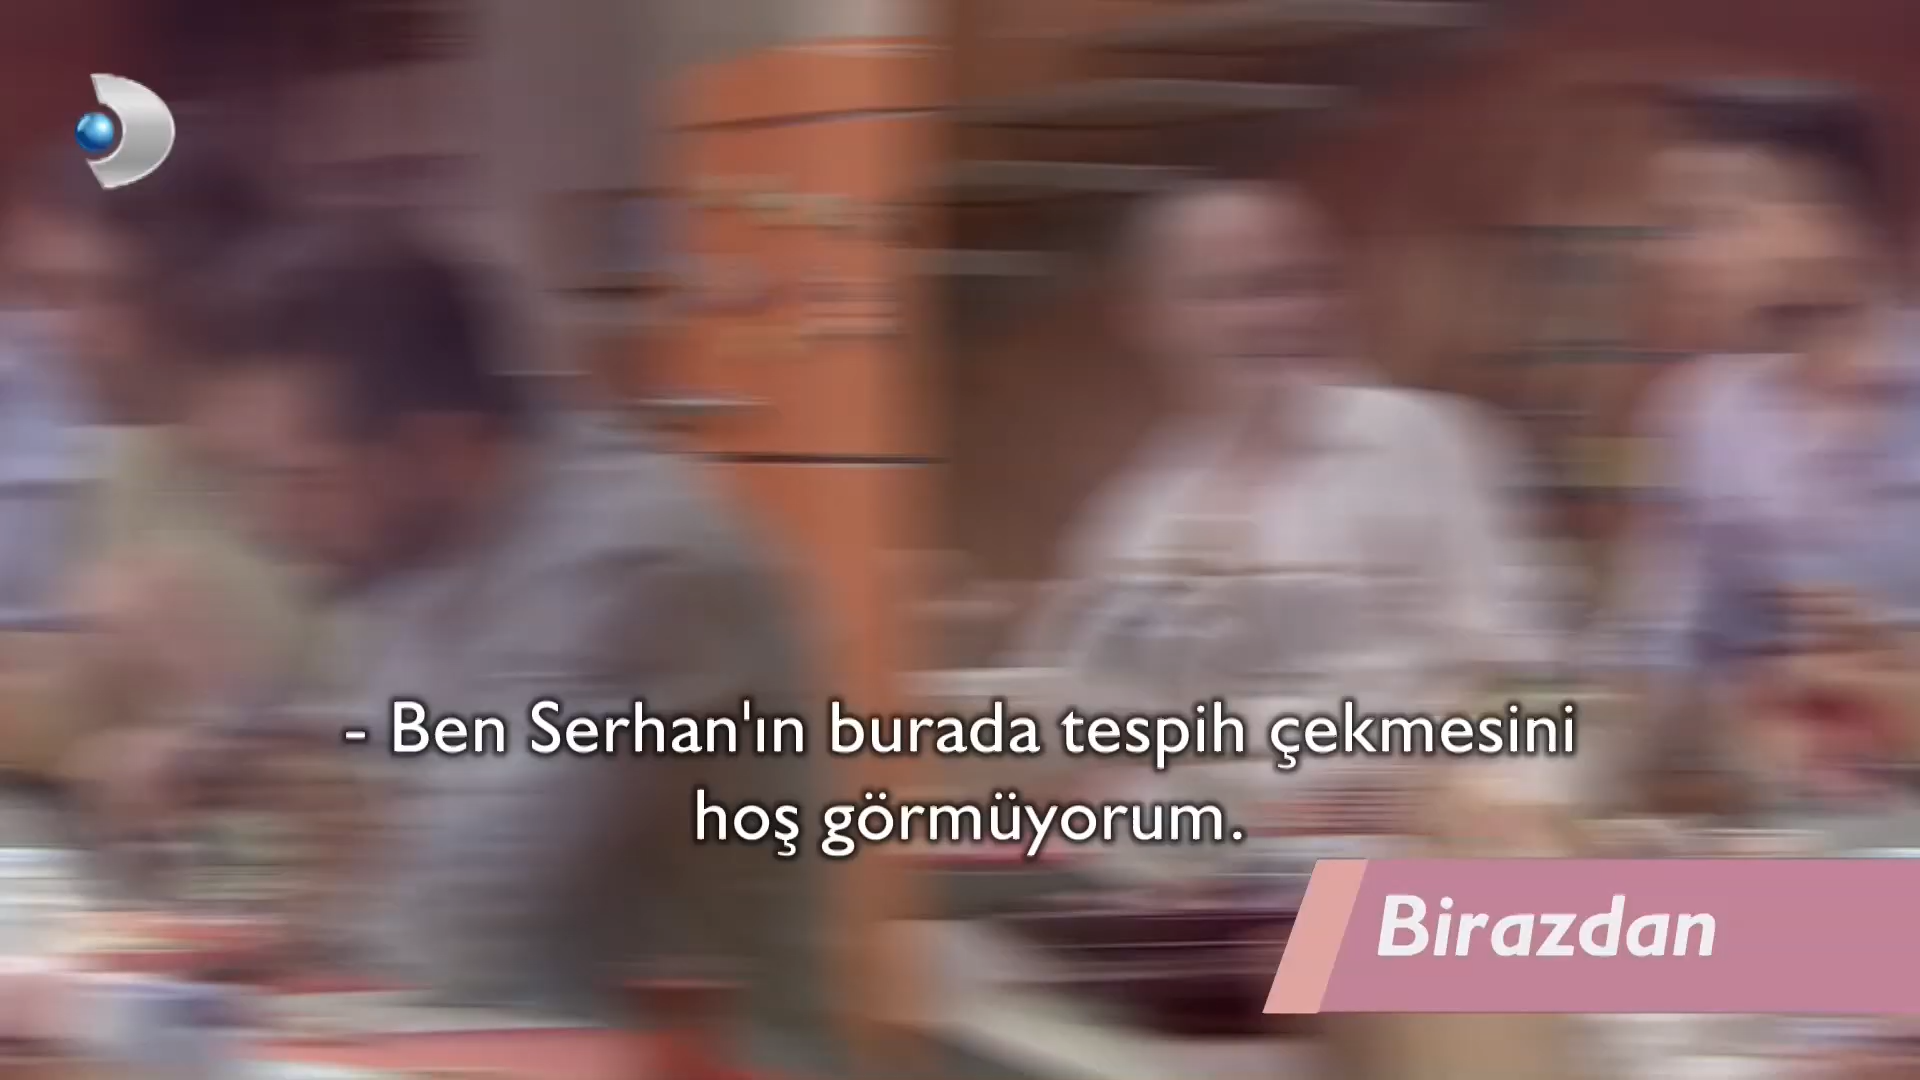 - Ben Serhan'ın burada tespih çekmesini
hoş görmüyorum.
Birazdan